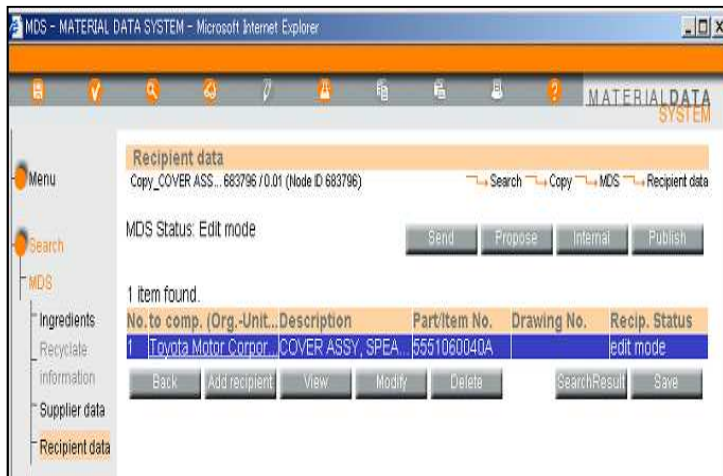 MDS - MATERIAL DATA SYSTEM - Microsoft Internet Explorer
MATERIALDATA
SYSTEM
Menu
Search
MDS
Ingredients
Recyclate
information
Supplier data
Recipient data
Recipient data
Copy_COVER ASS... 683796 / 0.01 (Node ID 683796)
Search Copy MDS Recipient data
MDS Status: Edit mode
Send Propose Internal Publish
1 item found.
No. to comp. (Org.-Unit... Description Part/Item No. Drawing No. Recip. Status
1 Toyota Motor Corpor... COVER ASSY, SPEA... 5551060040A edit mode
Back Add recipient View Modify Delete SearchResult Save